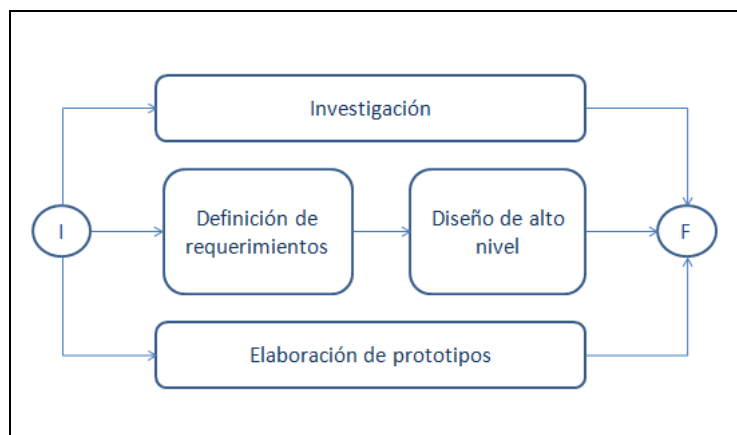 Investigación
I
Definición de
requerimientos
Diseño de alto
nivel
F
Elaboración de prototipos